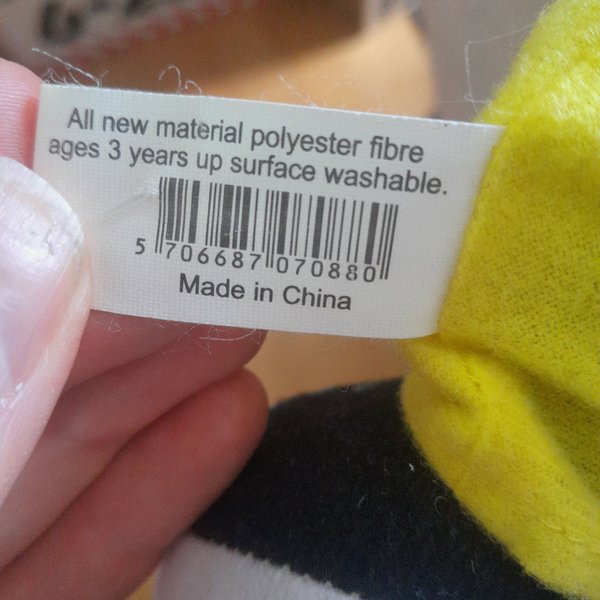 All new material polyester fibre
ages 3 years up surface washable.
5 706687 070880
Made in China